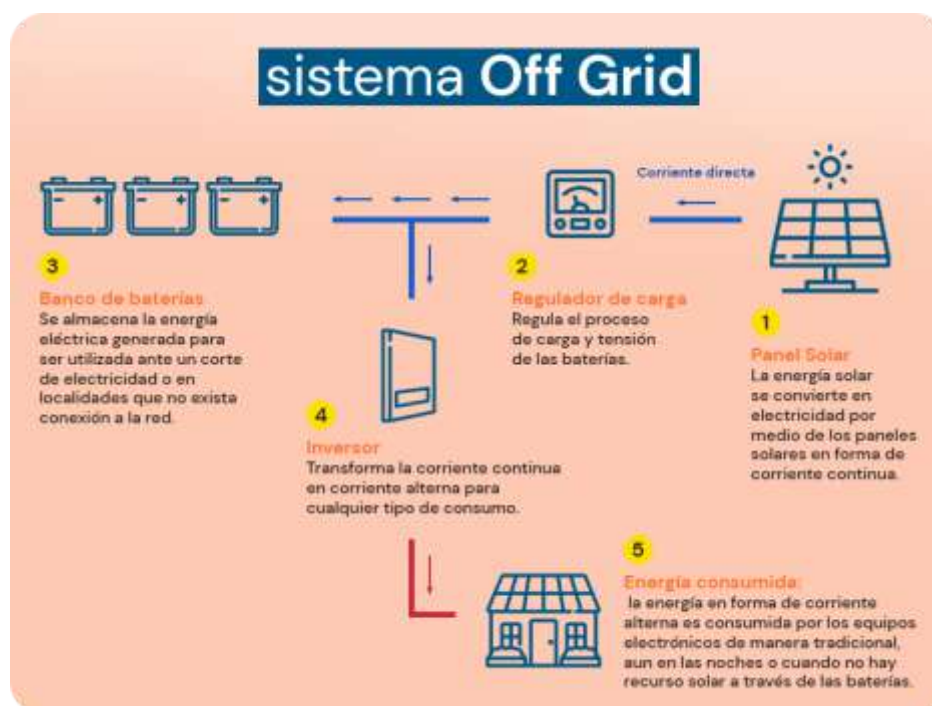 sistema Off Grid
Corriente directa
1
Panel Solar
La energía solar
se convierte en
electricidad por
medio de los paneles
solares en forma de
corriente continua.
2
Regulador de carga
Regula el proceso
de carga y tensión
de las baterías.
3
Banco de baterías
Se almacena la energía
eléctrica generada para
ser utilizada ante un corte
de electricidad o en
localidades que no exista
conexión a la red.
4
Inversor
Transforma la corriente continua
en corriente alterna para
cualquier tipo de consumo.
5
Energía consumida:
la energía en forma de corriente
alterna es consumida por los equipos
electrónicos de manera tradicional,
aun en las noches o cuando no hay
recurso solar a través de las baterías.